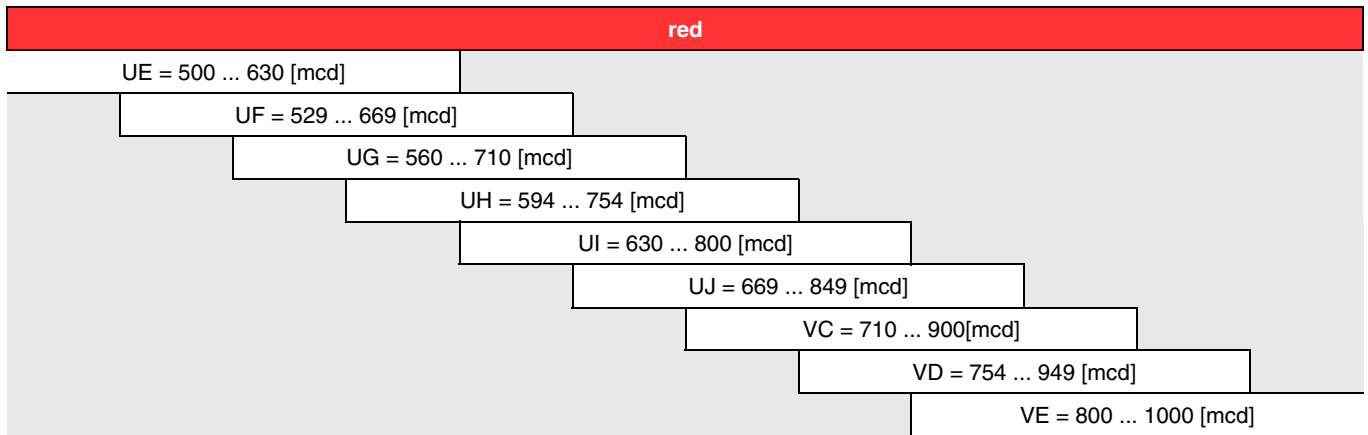 red
UE = 500 ... 630 [mcd]
UF = 529 ... 669 [mcd]
UG = 560 ... 710 [mcd]
UH = 594 ... 754 [mcd]
UI = 630 ... 800 [mcd]
UJ = 669 ... 849 [mcd]
VC = 710 ... 900[mcd]
VD = 754 ... 949 [mcd]
VE = 800 ... 1000 [mcd]